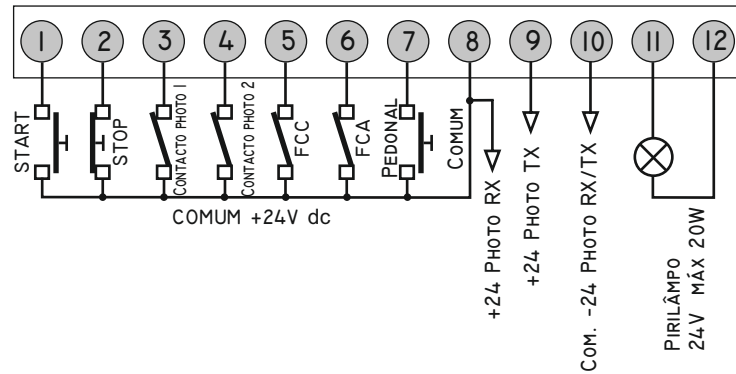 1 2 3 4 5 6 7 8 9 10 11 12
START
STOP
CONTACTO PHOTO 1
CONTACTO PHOTO 2
FCC
FCA
PEDONAL
COMUM
COMUM +24V dc
+24 PHOTO RX
+24 PHOTO TX
COM. -24 PHOTO RX/TX
PIRILÂMPO
24V MÁX 20W